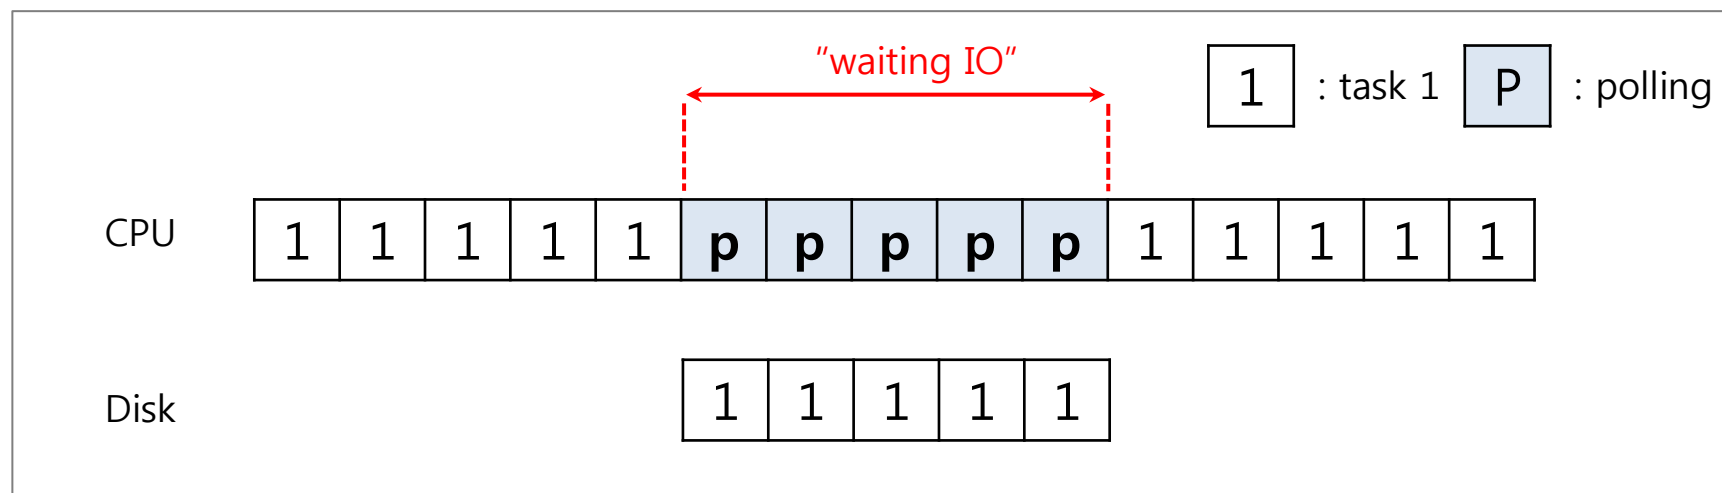 "waiting IO"
1 : task 1 P : polling
CPU 1 1 1 1 1 p p p p p 1 1 1 1 1
Disk 1 1 1 1 1